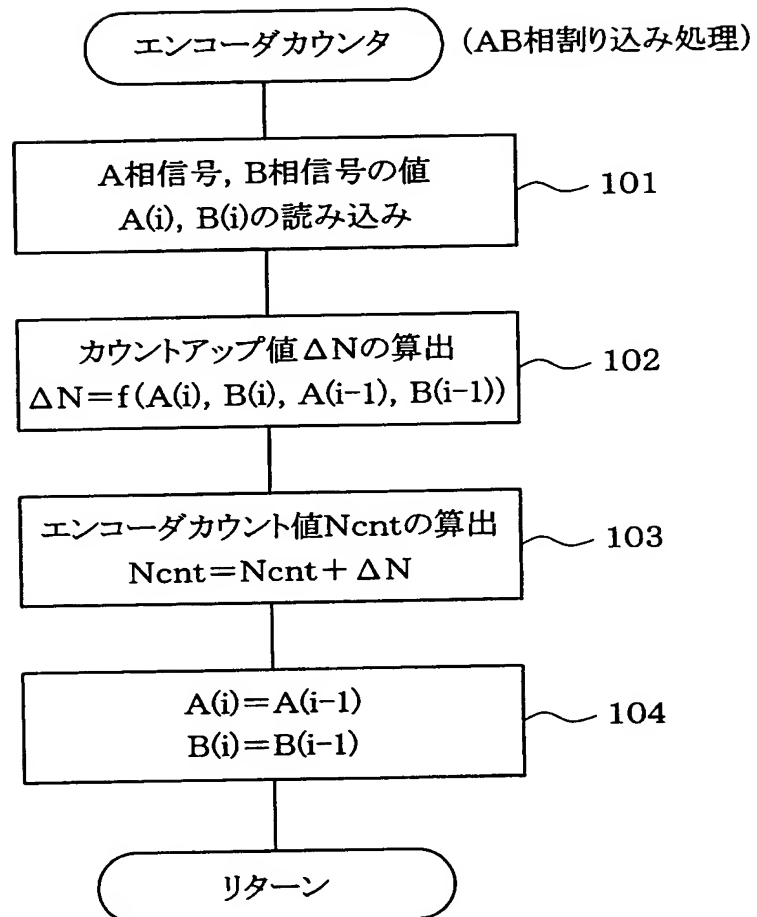 エンコーダカウンタ (AB相割り込み処理)
A相信号, B相信号の値
A(i), B(i)の読み込み
101
カウントアップ値ΔNの算出
ΔN=f(A(i), B(i), A(i-1), B(i-1))
102
エンコーダカウント値Ncntの算出
Ncnt=Ncnt+ΔN
103
A(i)=A(i-1)
B(i)=B(i-1)
104
リターン